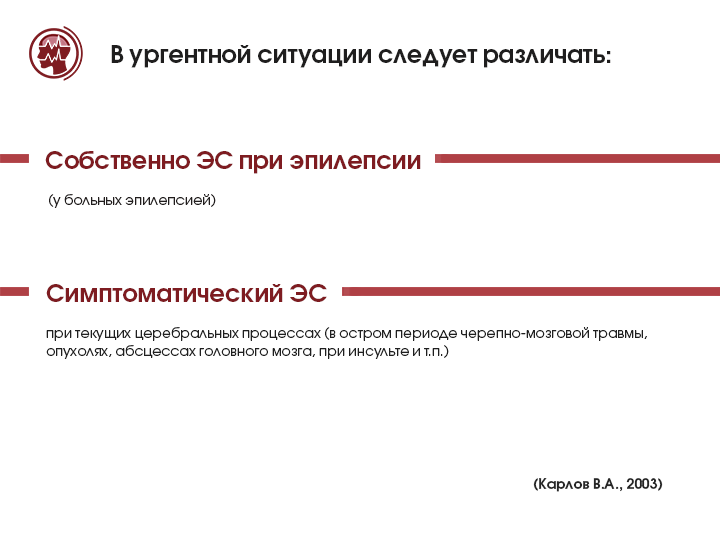 В ургентной ситуации следует различать:
Собственно ЭС при эпилепсии
(у больных эпилепсией)
Симптоматический ЭС
при текущих церебральных процессах (в остром периоде черепно-мозговой травмы,
опухолях, абсцессах головного мозга, при инсульте и т.п.)
(Карлов В.А., 2003)